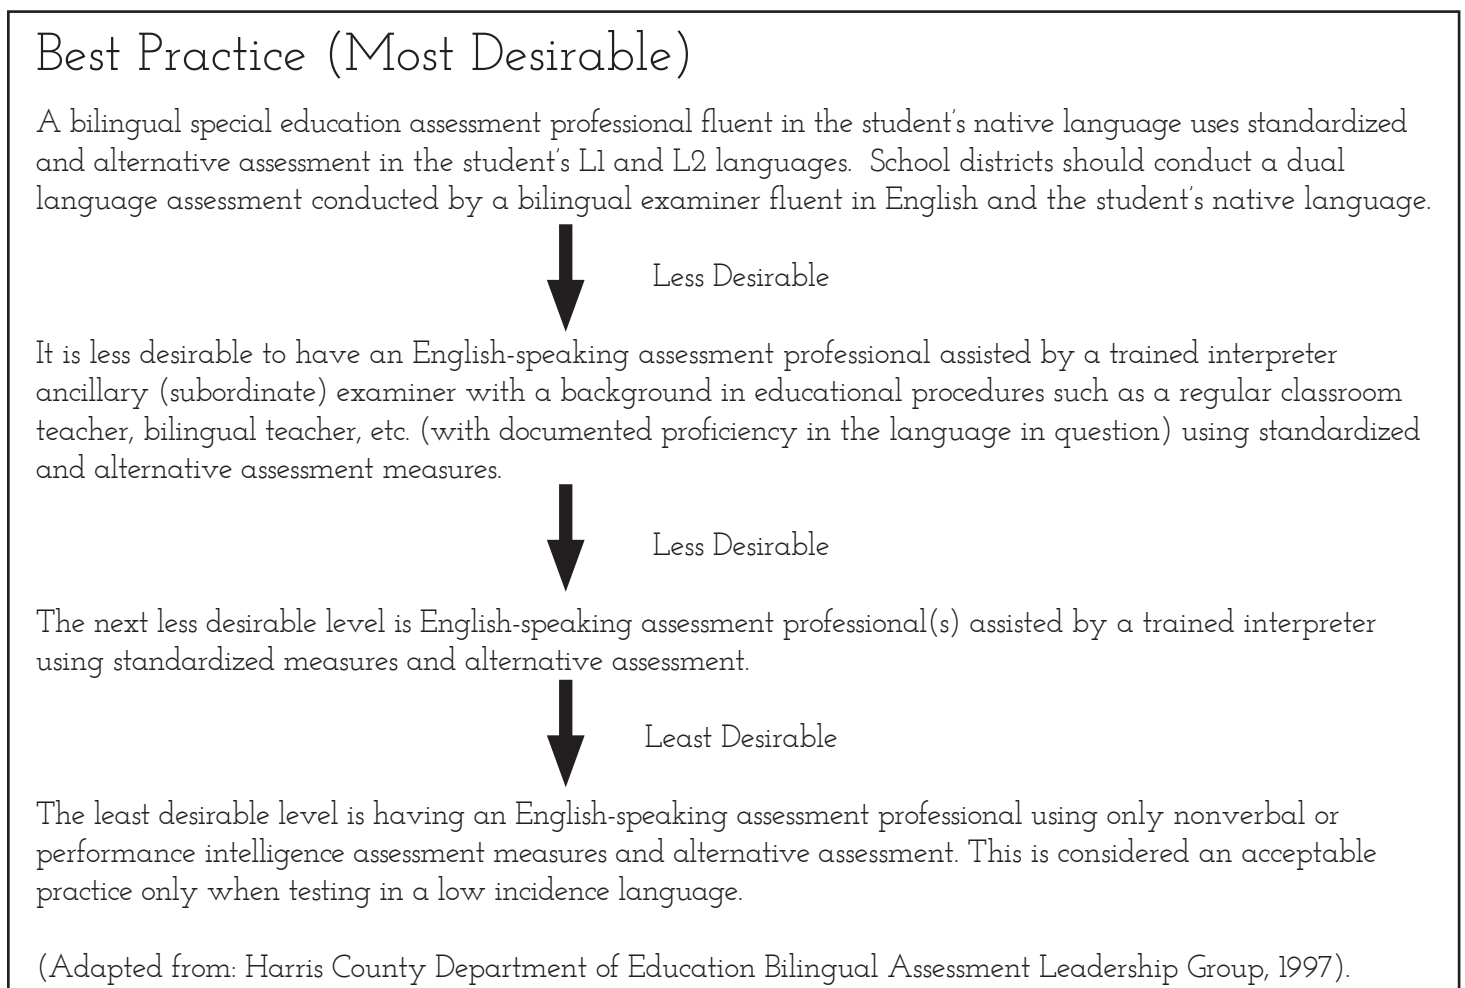 Best Practice (Most Desirable)
A bilingual special education assessment professional fluent in the student's native language uses standardized
and alternative assessment in the student's L1 and L2 languages.  School districts should conduct a dual
language assessment conducted by a bilingual examiner fluent in English and the student's native language.
Less Desirable
It is less desirable to have an English-speaking assessment professional assisted by a trained interpreter
ancillary (subordinate) examiner with a background in educational procedures such as a regular classroom
teacher, bilingual teacher, etc. (with documented proficiency in the language in question) using standardized
and alternative assessment measures.
Less Desirable
The next less desirable level is English-speaking assessment professional(s) assisted by a trained interpreter
using standardized measures and alternative assessment.
Least Desirable
The least desirable level is having an English-speaking assessment professional using only nonverbal or
performance intelligence assessment measures and alternative assessment. This is considered an acceptable
practice only when testing in a low incidence language.
(Adapted from: Harris County Department of Education Bilingual Assessment Leadership Group, 1997).